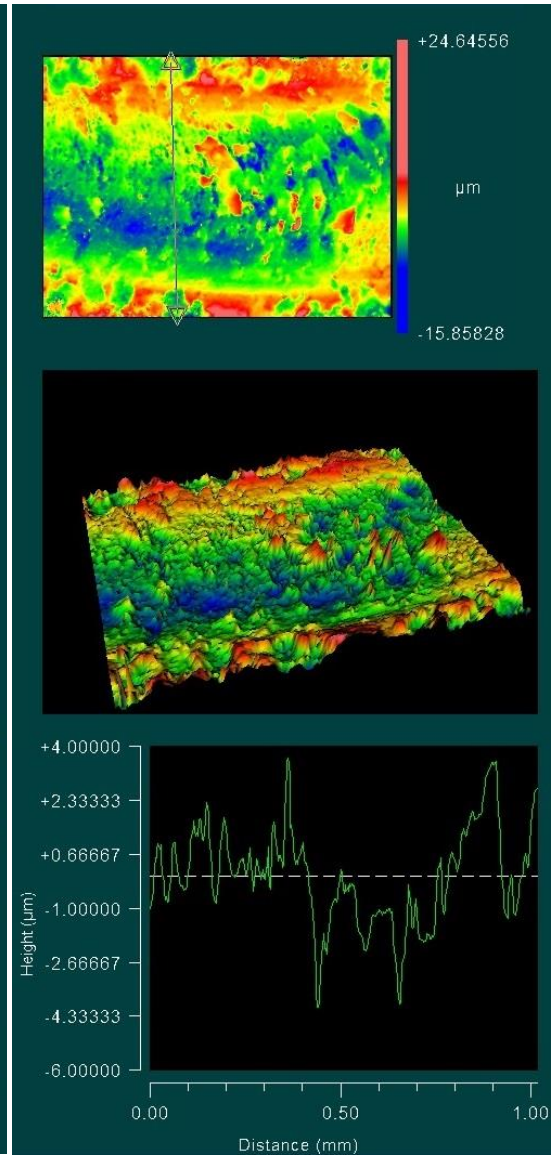 +24.64556
µm
-15.85828
+4.00000
+2.33333
+0.66667
-1.00000
-2.66667
-4.33333
-6.00000
Height (µm)
0.00 0.50 1.00
Distance (mm)